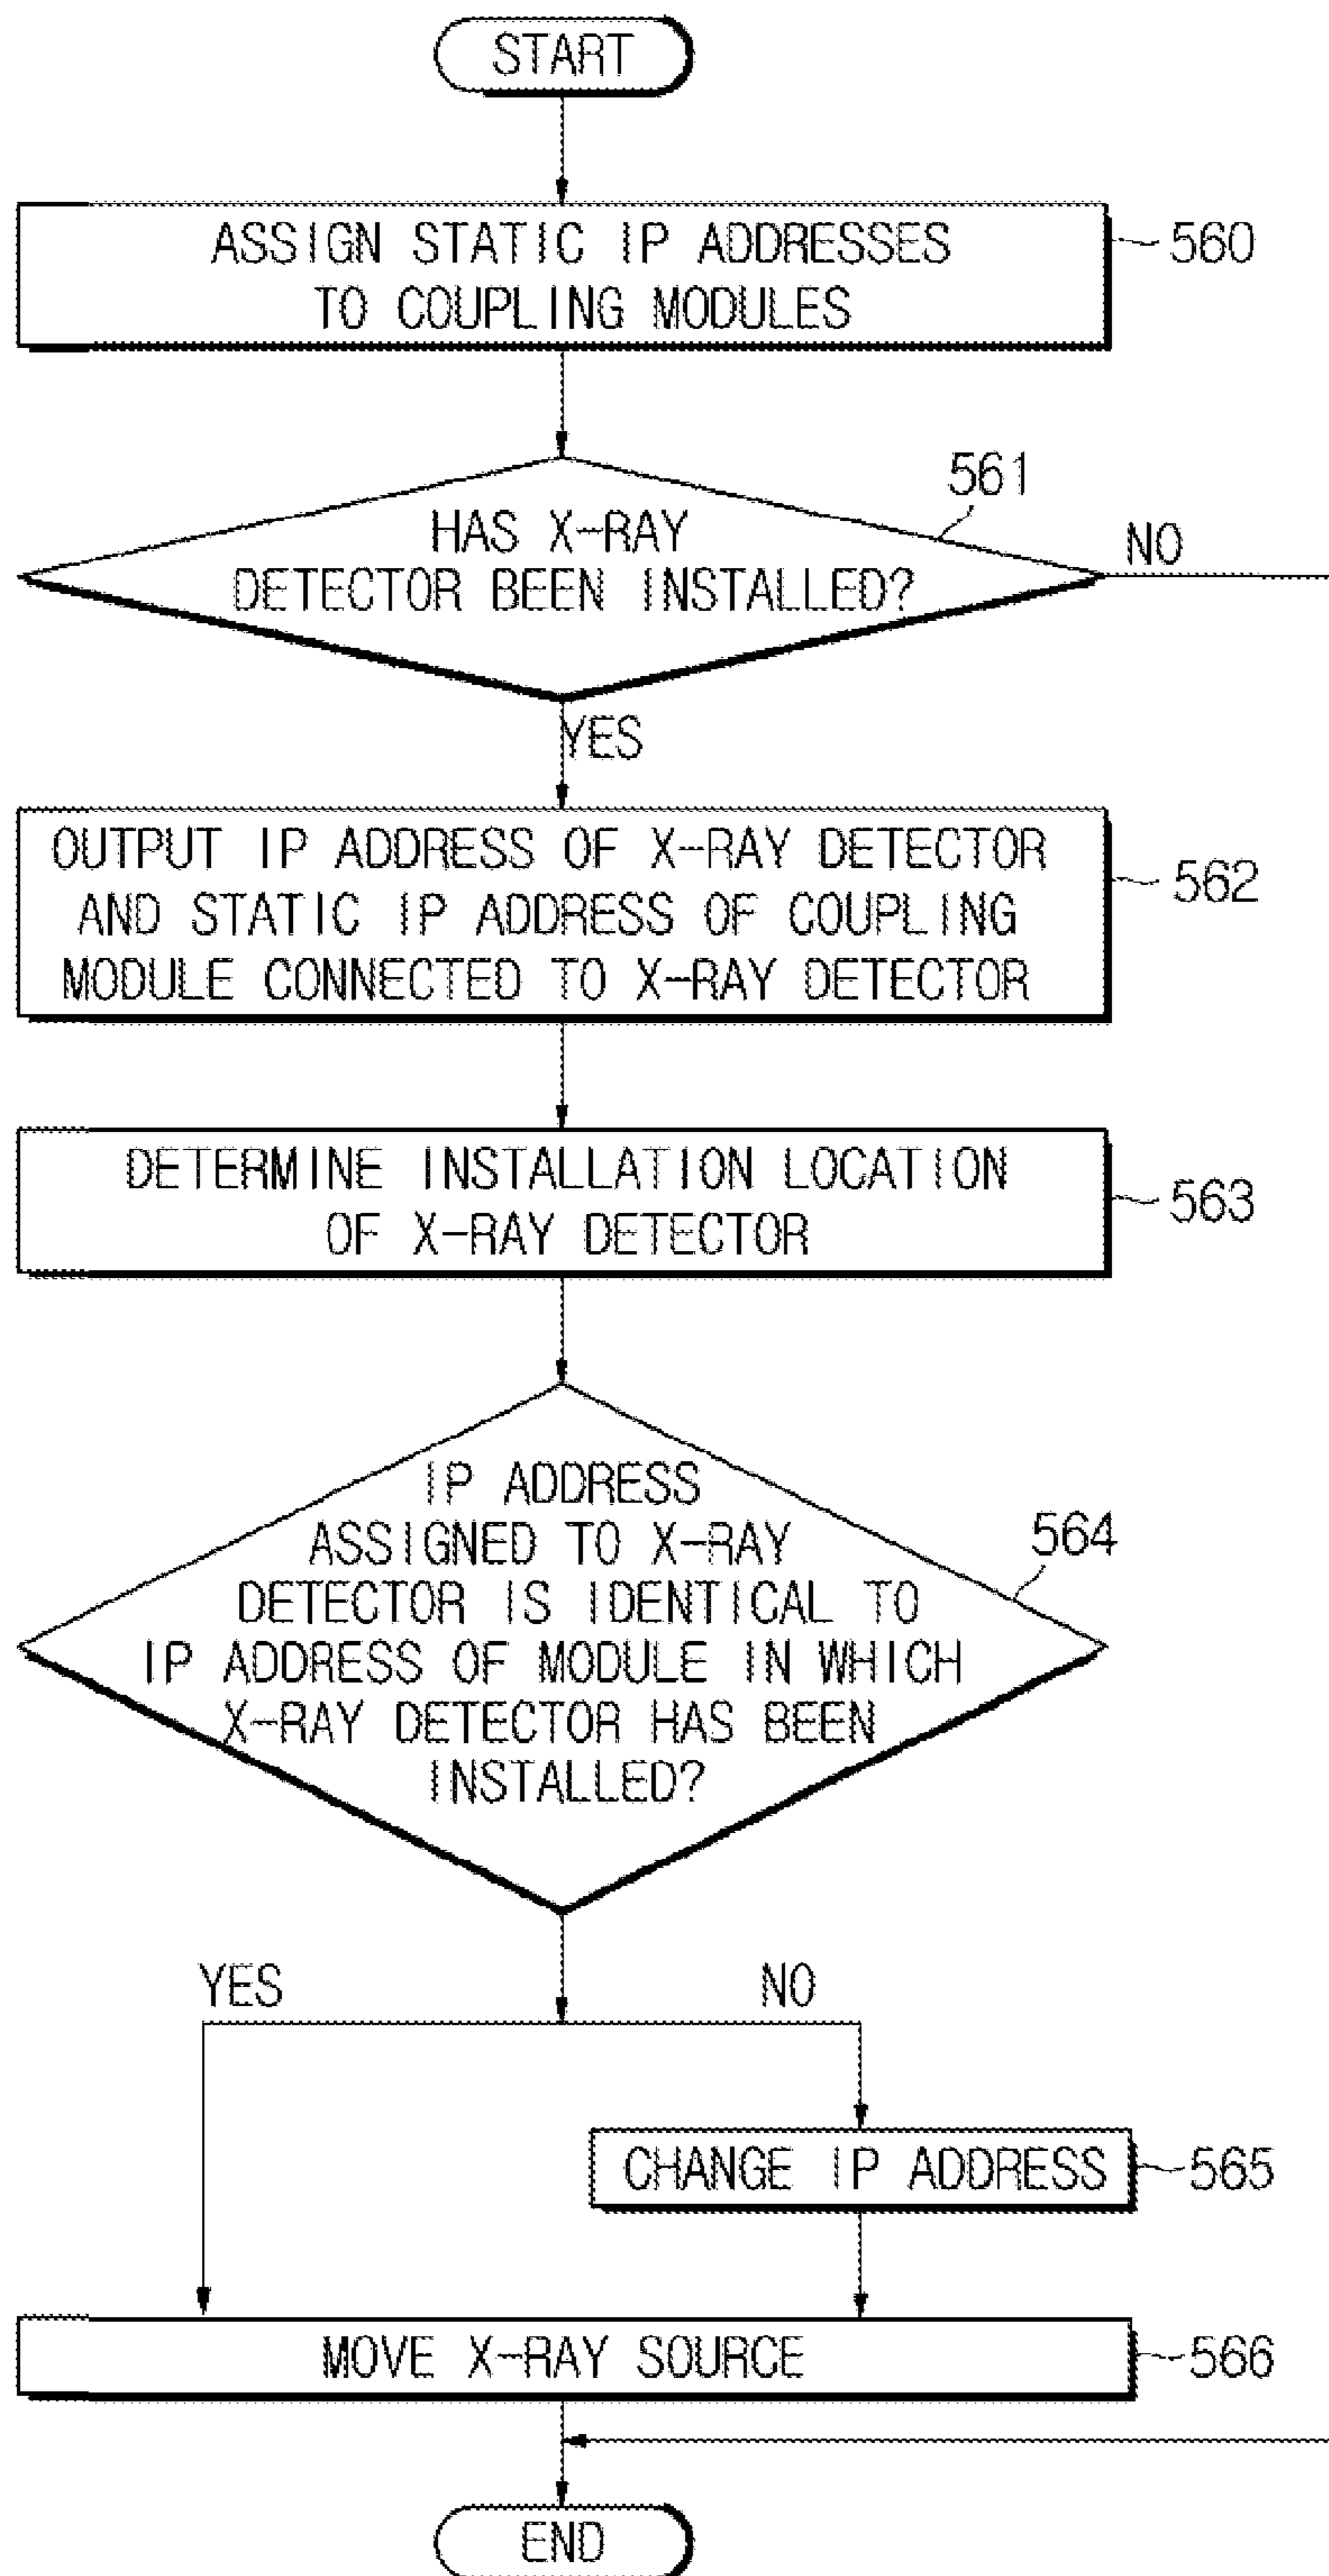 START
ASSIGN STATIC IP ADDRESSES
TO COUPLING MODULES
560
HAS X-RAY
DETECTOR BEEN INSTALLED?
561
NO
YES
OUTPUT IP ADDRESS OF X-RAY DETECTOR
AND STATIC IP ADDRESS OF COUPLING
MODULE CONNECTED TO X-RAY DETECTOR
562
DETERMINE INSTALLATION LOCATION
OF X-RAY DETECTOR
563
IP ADDRESS
ASSIGNED TO X-RAY
DETECTOR IS IDENTICAL TO
IP ADDRESS OF MODULE IN WHICH
X-RAY DETECTOR HAS BEEN
INSTALLED?
564
YES
NO
CHANGE IP ADDRESS
565
MOVE X-RAY SOURCE
566
END